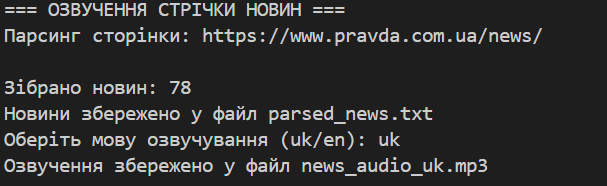 === ОЗВУЧЕННЯ СТРІЧКИ НОВИН ===
Парсинг сторінки: https://www.pravda.com.ua/news/
Зібрано новин: 78
Новини збережено у файл parsed_news.txt
Оберіть мову озвучування (uk/en): uk
Озвучення збережено у файл news_audio_uk.mp3